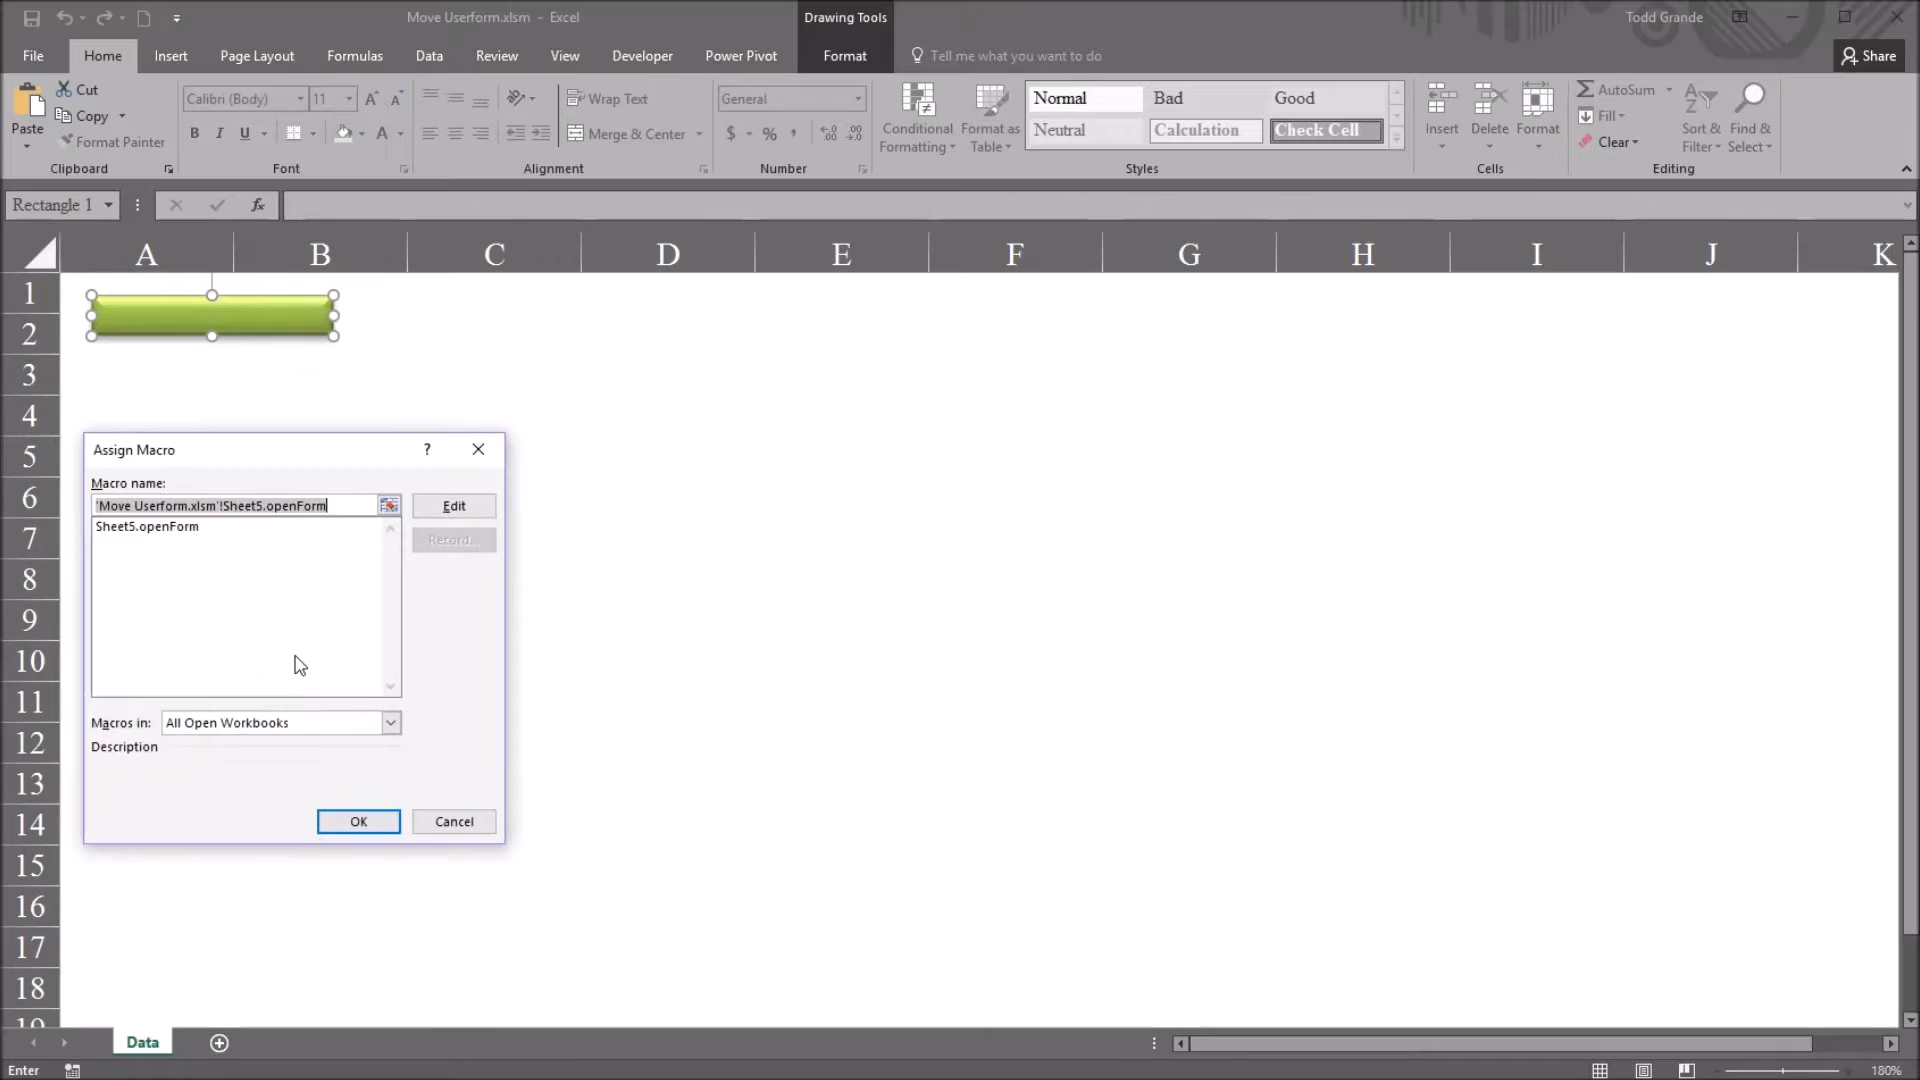 Move Userform.xlsm - Excel
Drawing Tools
Todd Grande
File
Home
Insert
Page Layout
Formulas
Data
Review
View
Developer
Power Pivot
Format
Tell me what you want to do
Share
Paste
Cut
Copy
Format Painter
Clipboard
Calibri (Body)
11
B I U
Font
Wrap Text
Merge & Center
Alignment
General
$ % ,
Number
Conditional
Formatting
Format as
Table
Normal
Bad
Good
Neutral
Calculation
Check Cell
Styles
Insert
Delete
Format
Cells
AutoSum
Fill
Clear
Sort &
Filter
Find &
Select
Editing
Rectangle 1
fx
A B C D E F G H I J K
1
2
3
4
5
6
7
8
9
10
11
12
13
14
15
16
17
18
19
Assign Macro
?
Macro name:
'Move Userform.xlsm'!Sheet5.openForm
Edit
Sheet5.openForm
Record...
Macros in:
All Open Workbooks
Description
OK
Cancel
Data
Enter
180%